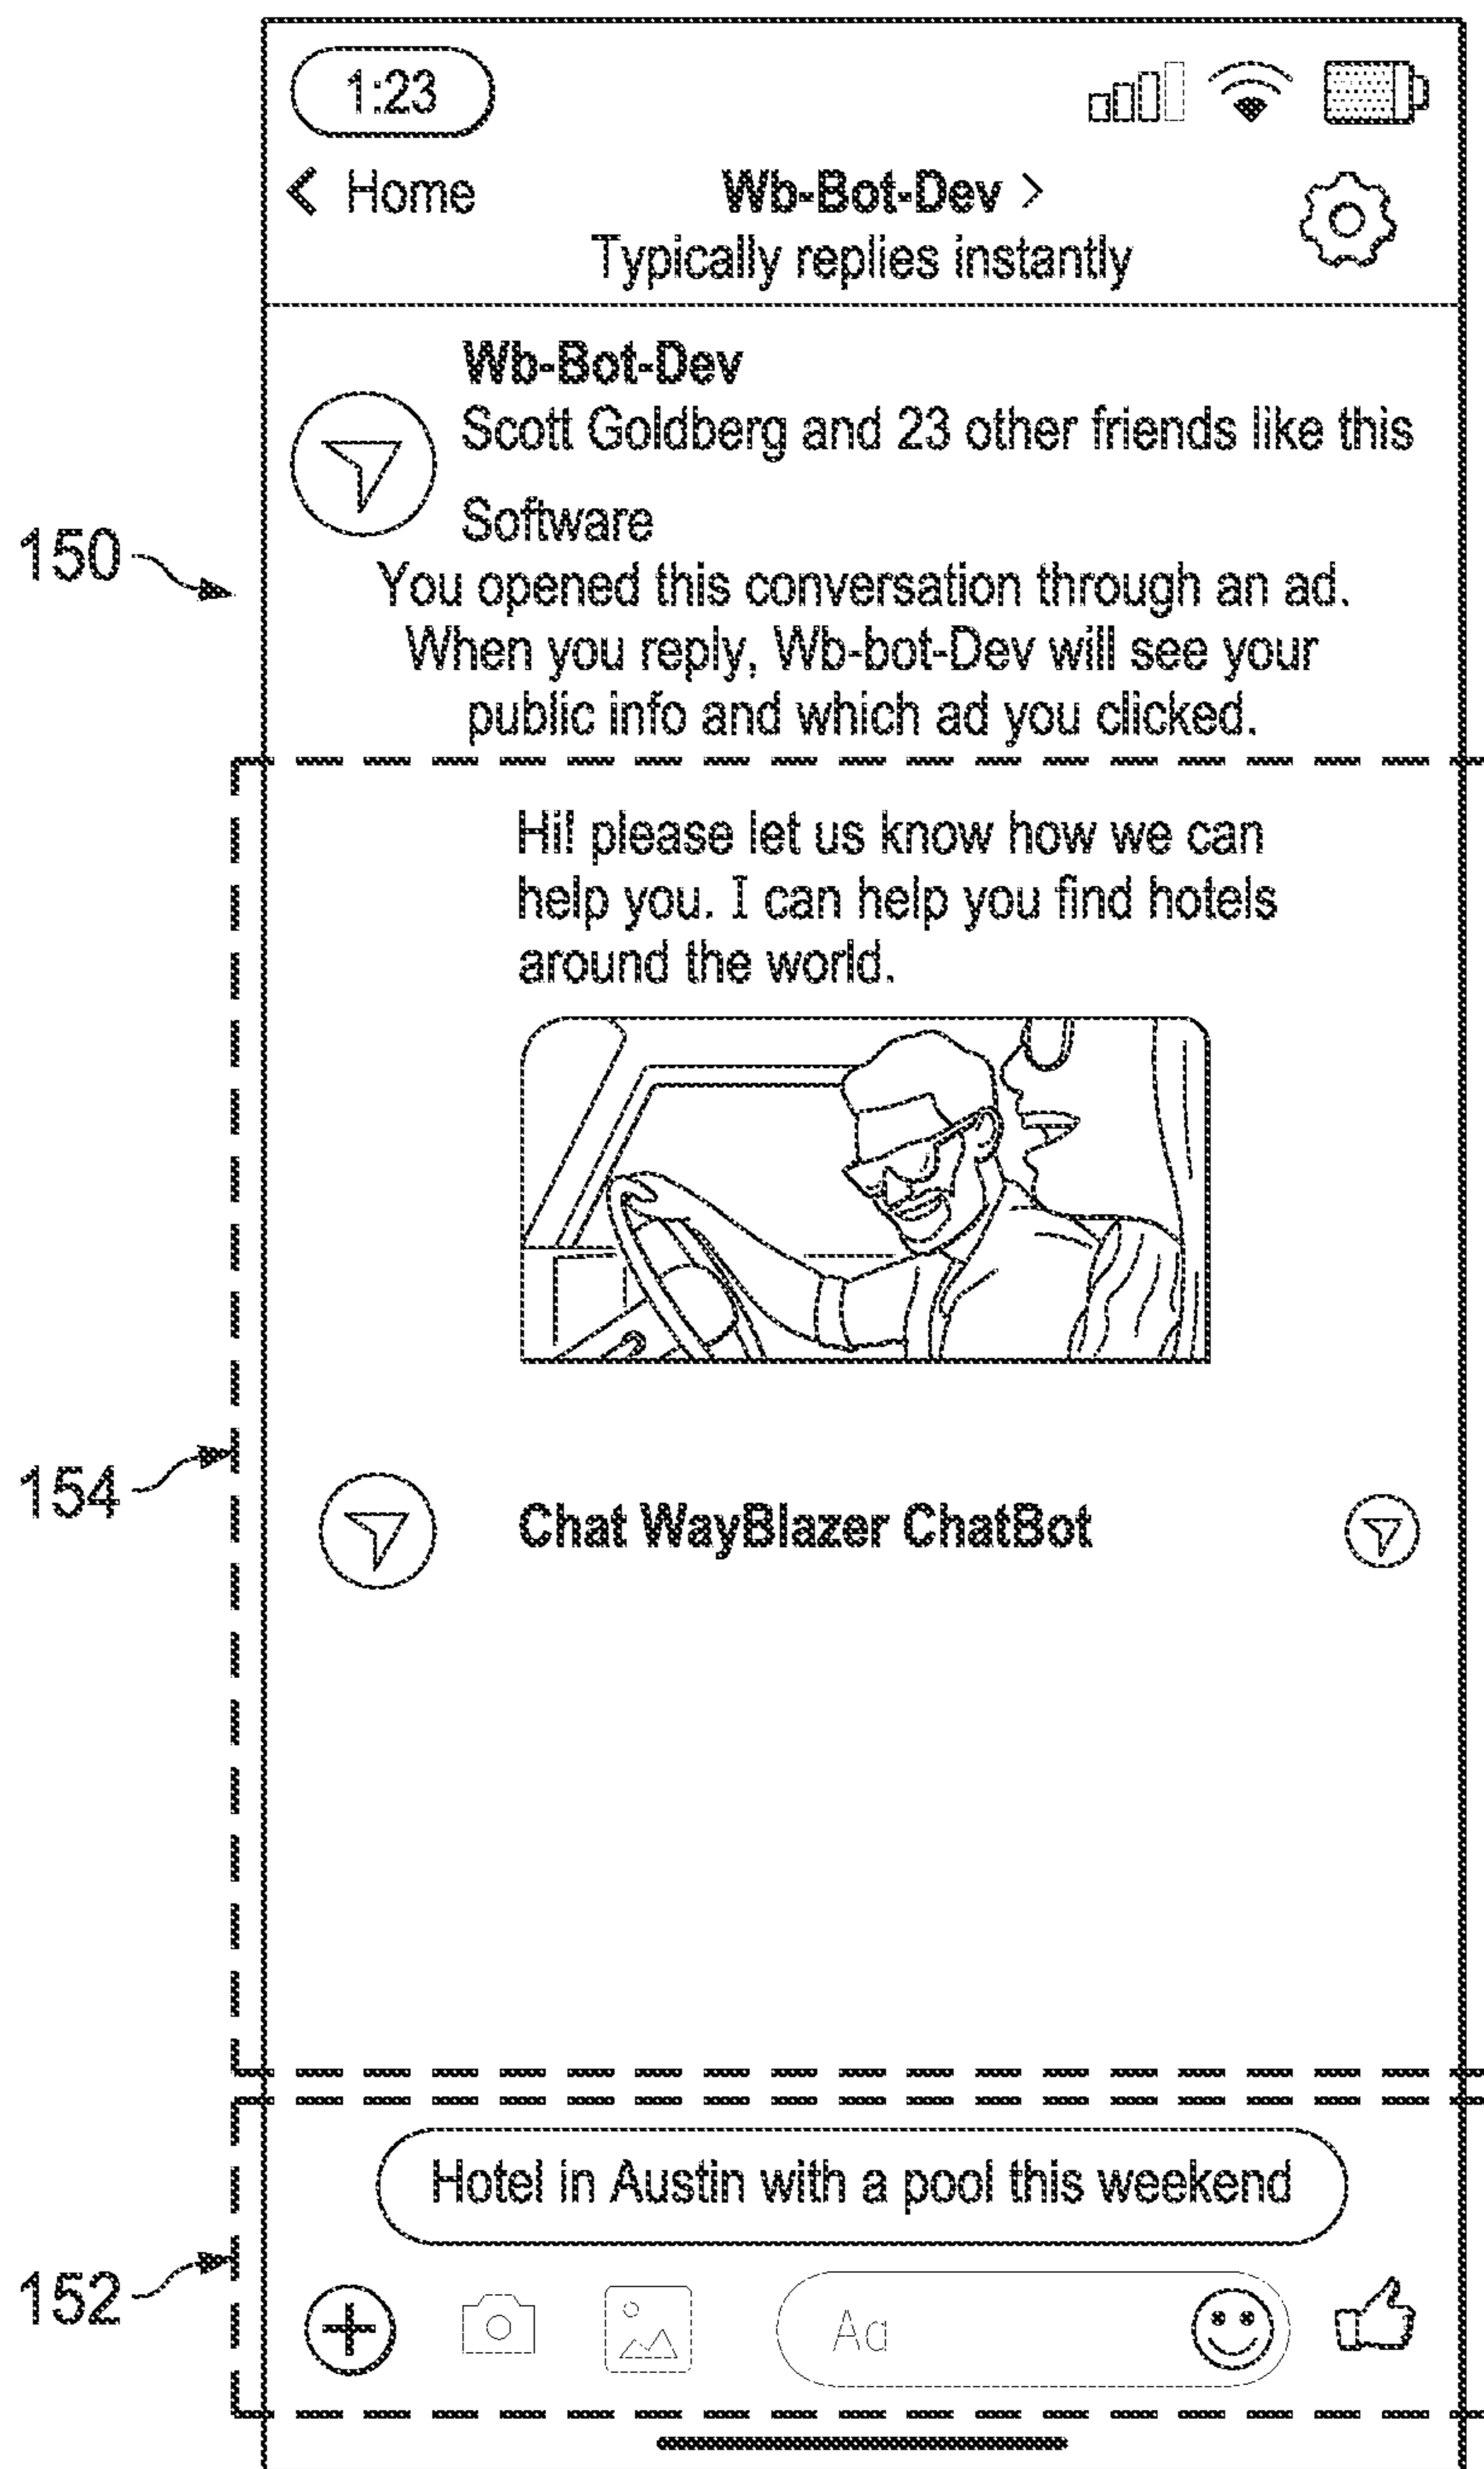 1:23
< Home
Wb-Bot-Dev >
Typically replies instantly
Wb-Bot-Dev
Scott Goldberg and 23 other friends like this
Software
150
You opened this conversation through an ad.
When you reply, Wb-bot-Dev will see your
public info and which ad you clicked.
Hi! please let us know how we can
help you. I can help you find hotels
around the world.
154
Chat WayBlazer ChatBot
Hotel in Austin with a pool this weekend
152
Aa